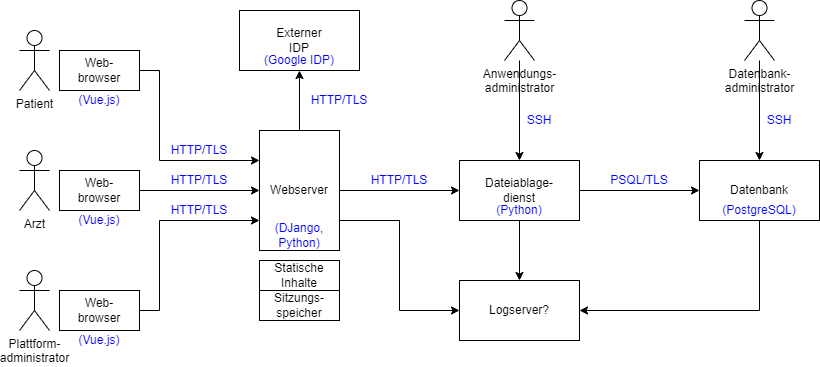 Externer
IDP
(Google IDP)
HTTP/TLS
Patient
Web-
browser
(Vue.js)
HTTP/TLS
Arzt
Web-
browser
(Vue.js)
HTTP/TLS
Plattform-
administrator
Web-
browser
(Vue.js)
HTTP/TLS
Webserver
(DJango,
Python)
Statische
Inhalte
Sitzungs-
speicher
HTTP/TLS
Anwendungs-
administrator
SSH
Dateiablage-
dienst
(Python)
PSQL/TLS
Datenbank-
administrator
SSH
Datenbank
(PostgreSQL)
Logserver?